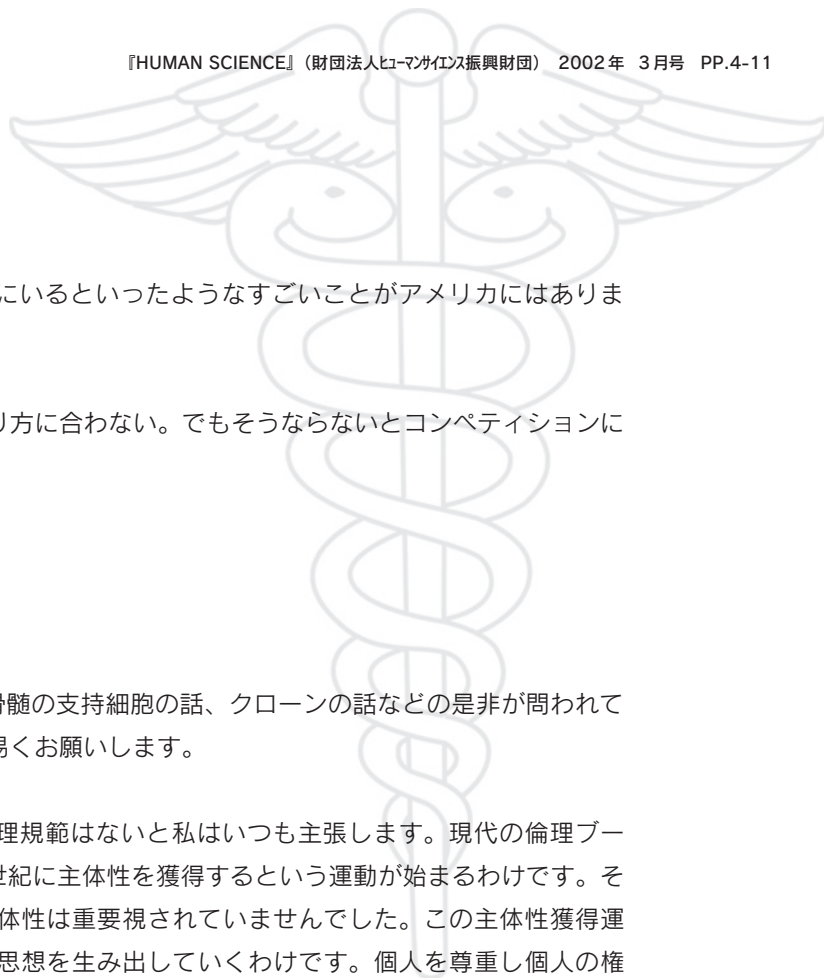 『HUMAN SCIENCE』（財団法人ヒューマンサイエンス振興財団） 2002年 3月号 PP.4-11
にいるといったようなすごいことがアメリカにはありま
り方に合わない。でもそうならないとコンペティションに
骨髄の支持細胞の話、クローンの話などの是非が問われて
易くお願いします。
理規範はないと私はいつも主張します。現代の倫理ブー
世紀に主体性を獲得するという運動が始まるわけです。そ
体性は重要視されていませんでした。この主体性獲得運
思想を生み出していくわけです。個人を尊重し個人の権